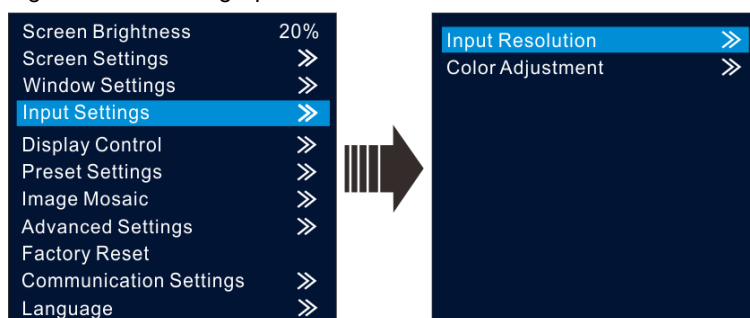 Screen Brightness 20%
Screen Settings
Window Settings
Input Settings
Display Control
Preset Settings
Image Mosaic
Advanced Settings
Factory Reset
Communication Settings
Language
Input Resolution
Color Adjustment